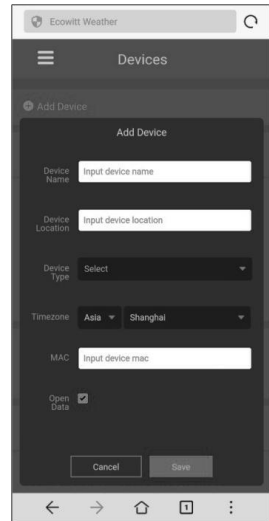 Ecowitt Weather
Devices
Add Device
Add Device
Device
Name
Input device name
Device
Location
Input device location
Device
Type
Select
Timezone
Asia
Shanghai
MAC
Input device mac
Open
Data
Cancel
Save
1